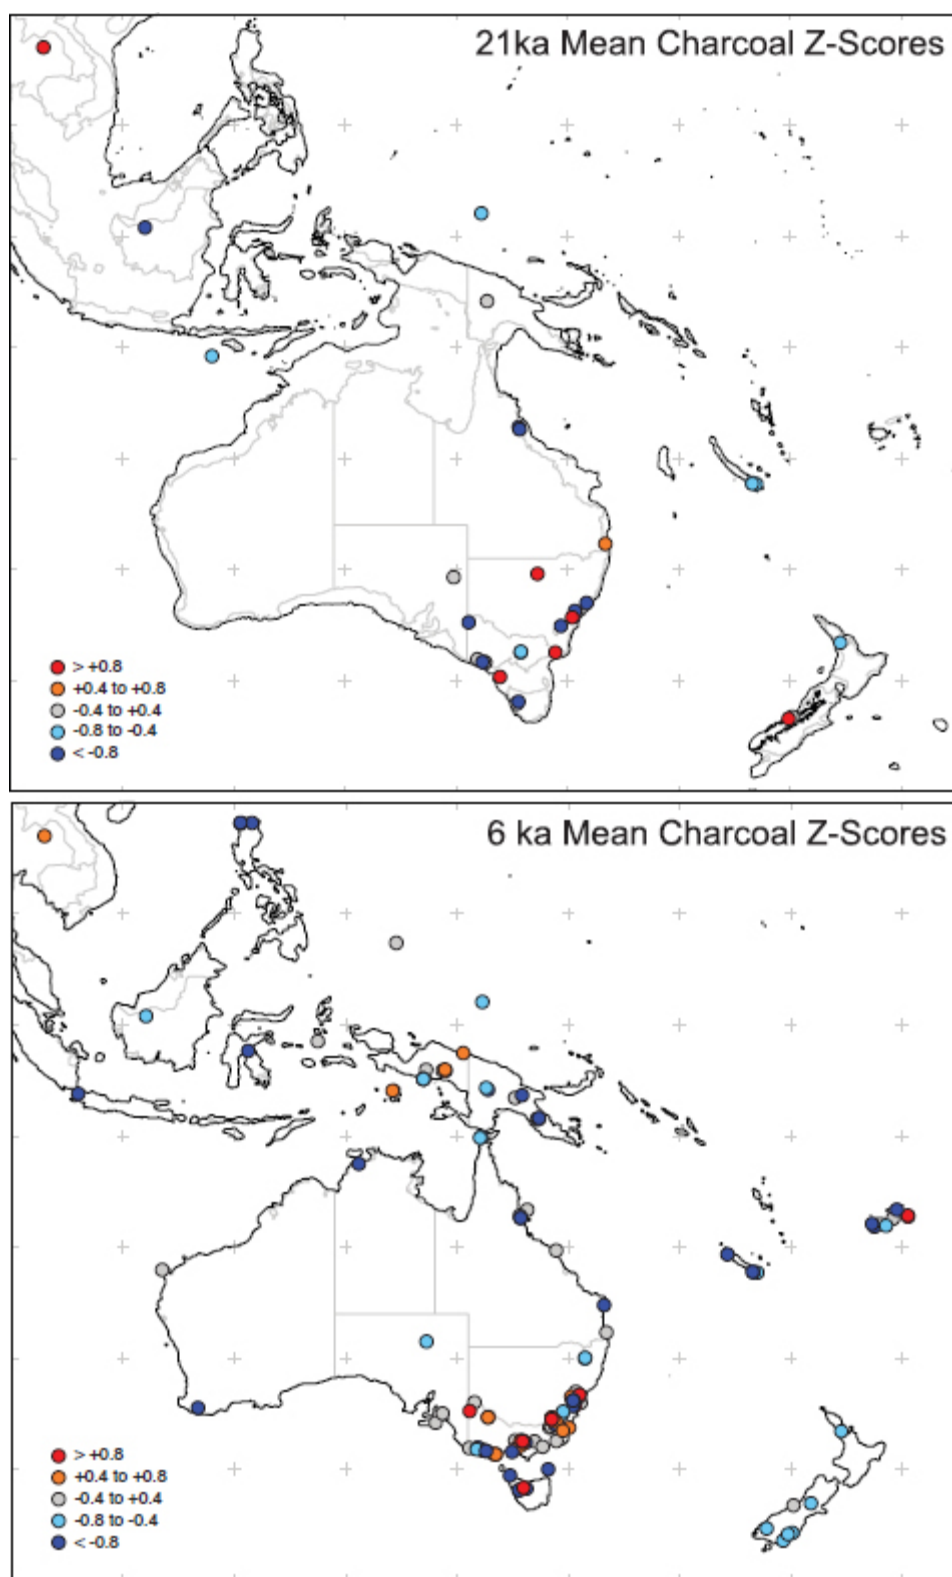 21ka Mean Charcoal Z-Scores
> +0.8
+0.4 to +0.8
-0.4 to +0.4
-0.8 to -0.4
< -0.8
6 ka Mean Charcoal Z-Scores
> +0.8
+0.4 to +0.8
-0.4 to +0.4
-0.8 to -0.4
< -0.8